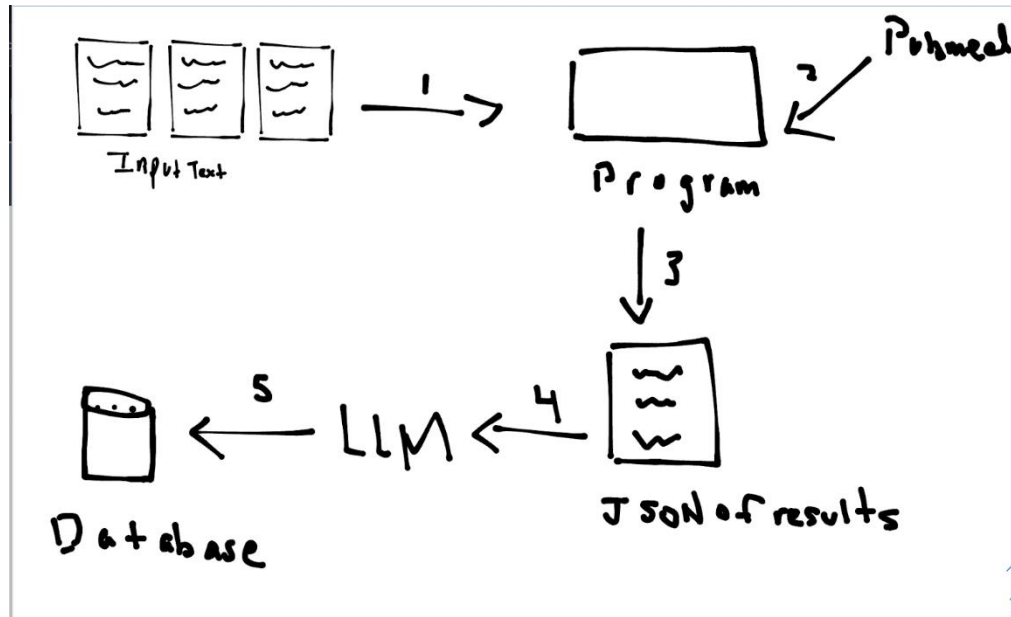 Pubmed
1
2
Input Text
Program
3
5
4
LLM
JSON of results
Database